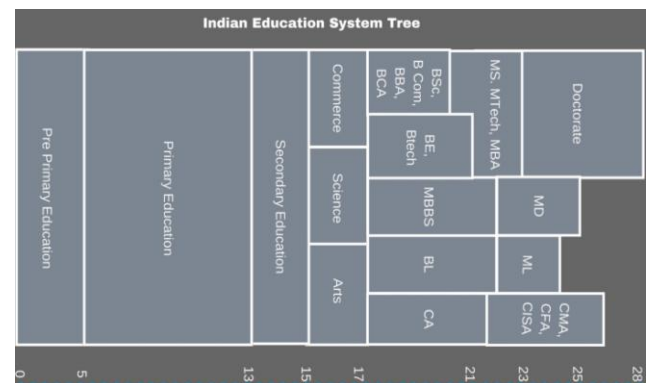 Indian Education System Tree
Pre Primary Education
Primary Education
Secondary Education
Commerce
Science
Arts
BSc,
B Com,
BBA,
BCA
BE,
Btech
MBBS
BL
CA
MS. MTech, MBA
MD
ML
CMA,
CFA,
CISA
Doctorate
0
5
13
15
17
21
23
25
28